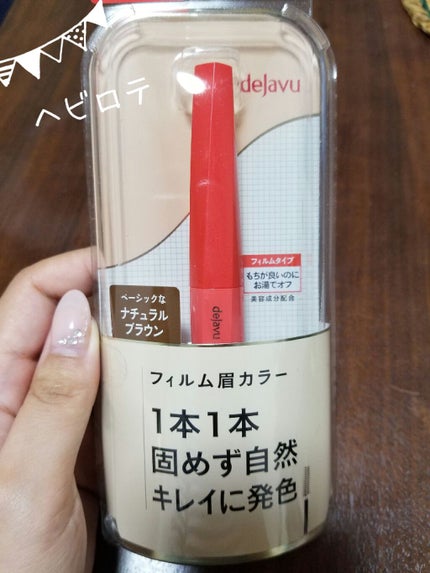 ヘビロテ
dejavu
フィルムタイプ
もちが良いのに
お湯でオフ
美容成分配合
ベーシックな
ナチュラル
ブラウン
dejavu
フィルム眉カラー
1本1本
固めず自然
キレイに発色